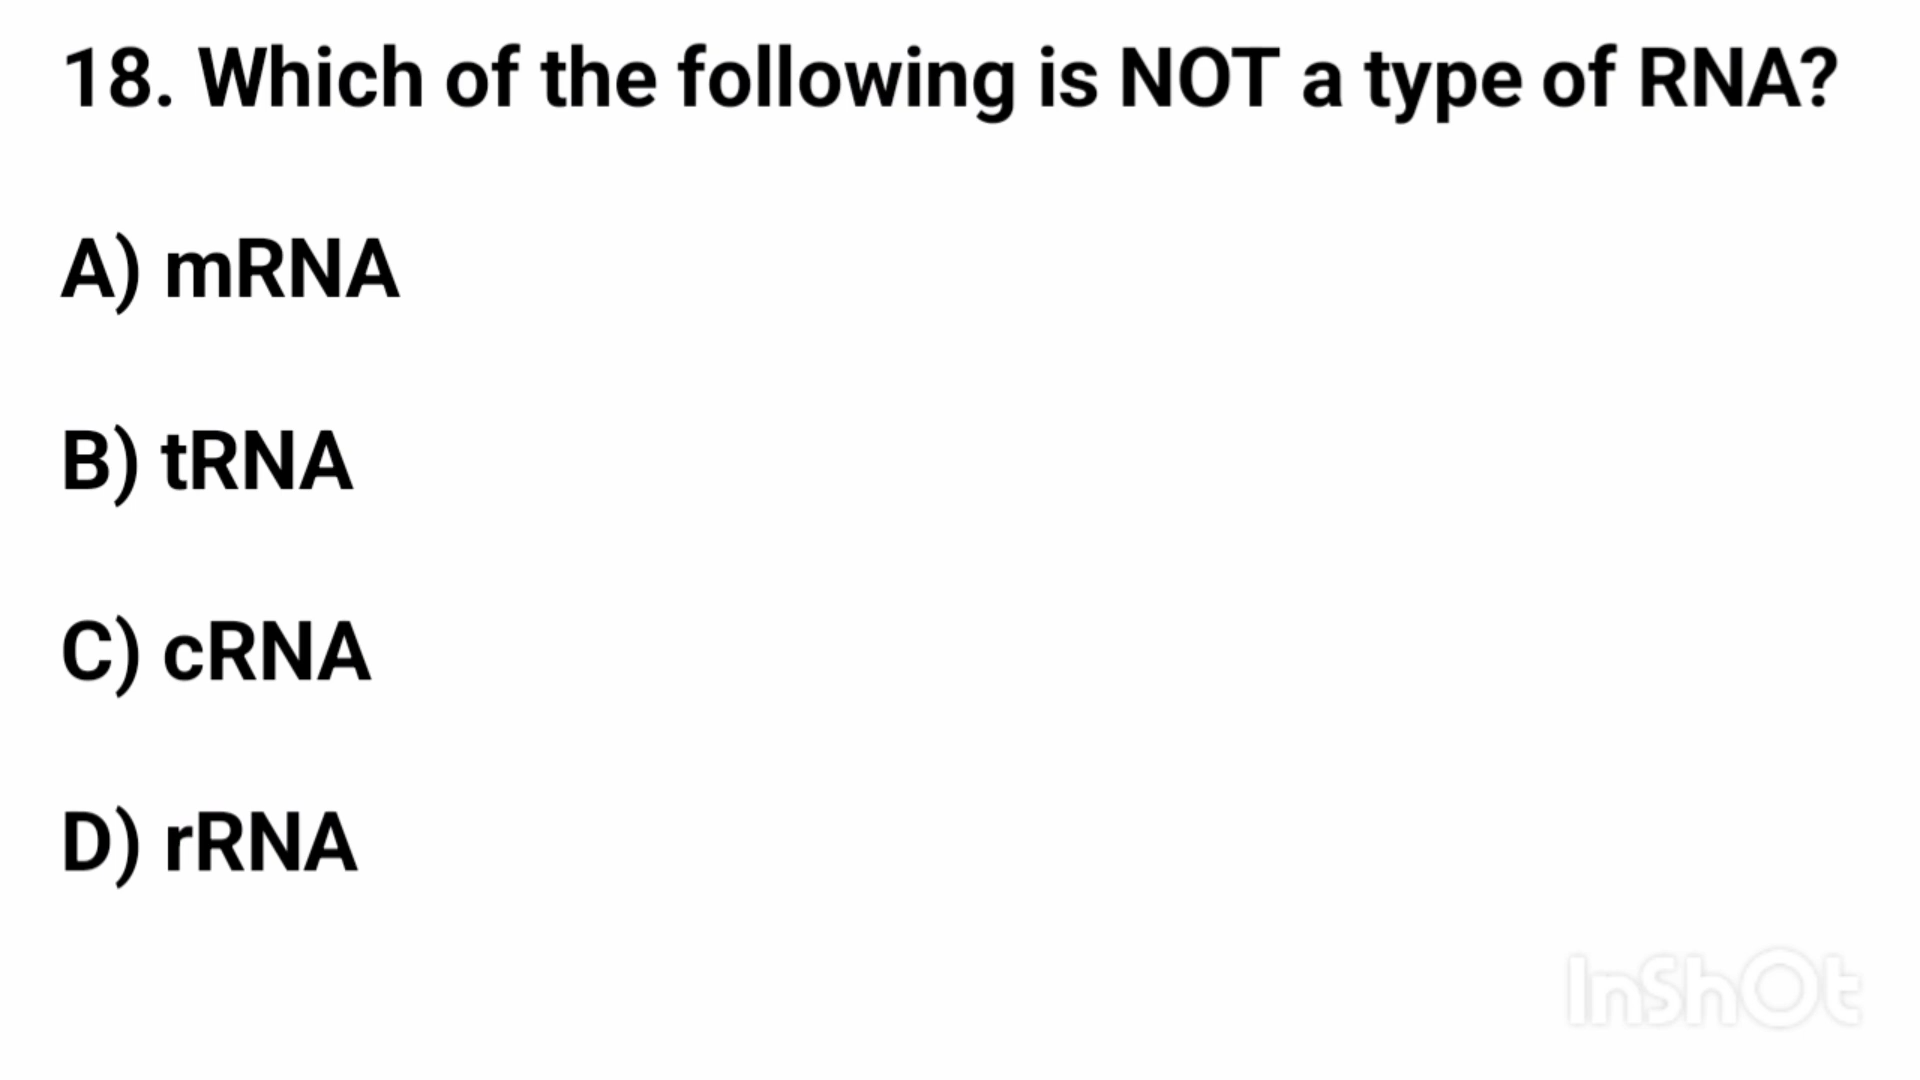 18. Which of the following is NOT a type of RNA?
A) mRNA
B) tRNA
C) cRNA
D) rRNA
InShOt